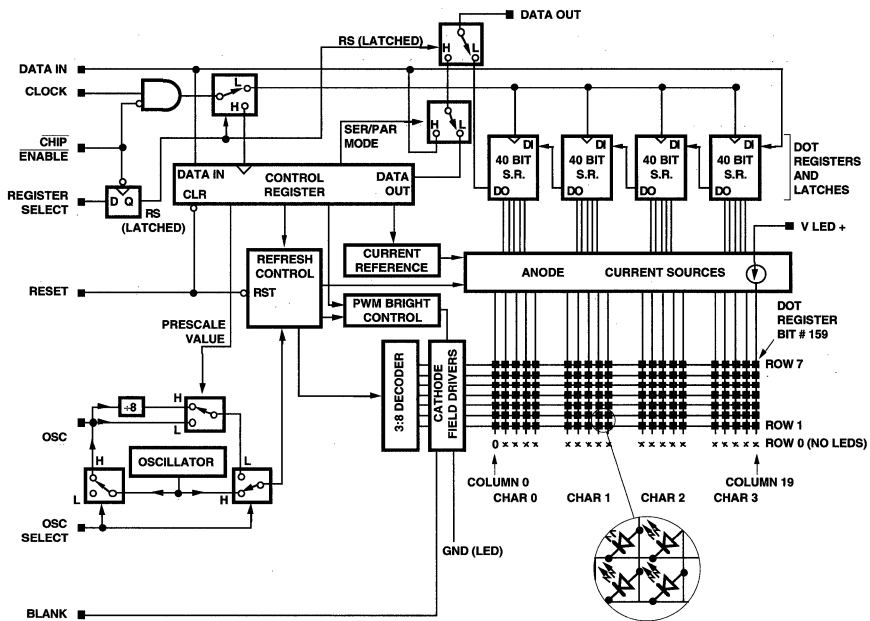 DATA OUT
RS (LATCHED)
H
L
DATA IN
CLOCK
L
H
SER/PAR
MODE
H
L
CHIP
ENABLE
DI
40 BIT
S.R.
DO
DI
40 BIT
S.R.
DI
40 BIT
S.R.
DI
40 BIT
S.R.
DO
DOT
REGISTERS
AND
LATCHES
DATA IN
CONTROL
REGISTER
DATA
OUT
CLR
REGISTER
SELECT
D Q
RS
(LATCHED)
V LED +
REFRESH
CONTROL
RST
CURRENT
REFERENCE
ANODE CURRENT SOURCES
RESET
PWM BRIGHT
CONTROL
PRESCALE
VALUE
DOT
REGISTER
BIT # 159
3:8 DECODER
CATHODE
FIELD DRIVERS
ROW 7
ROW 1
ROW 0 (NO LEDS)
0
H
÷8
L
OSC
OSCILLATOR
H
L
L
H
COLUMN 0
COLUMN 19
CHAR 0
CHAR 1
CHAR 2
CHAR 3
OSC
SELECT
GND (LED)
BLANK